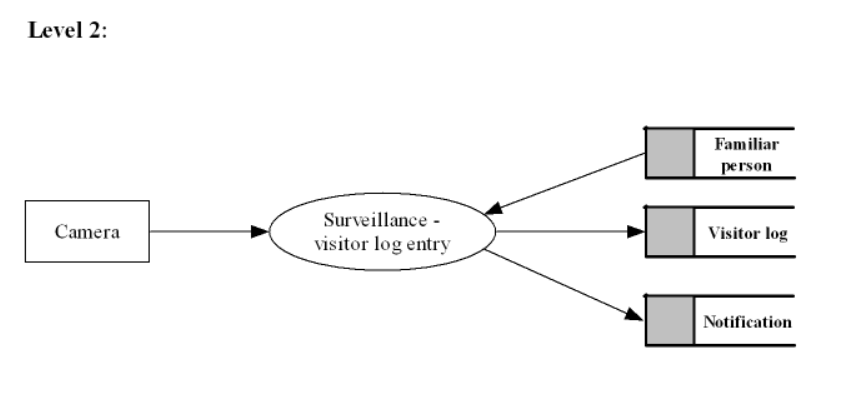 Level 2:
Familiar
person
Camera
Surveillance -
visitor log entry
Visitor log
Notification